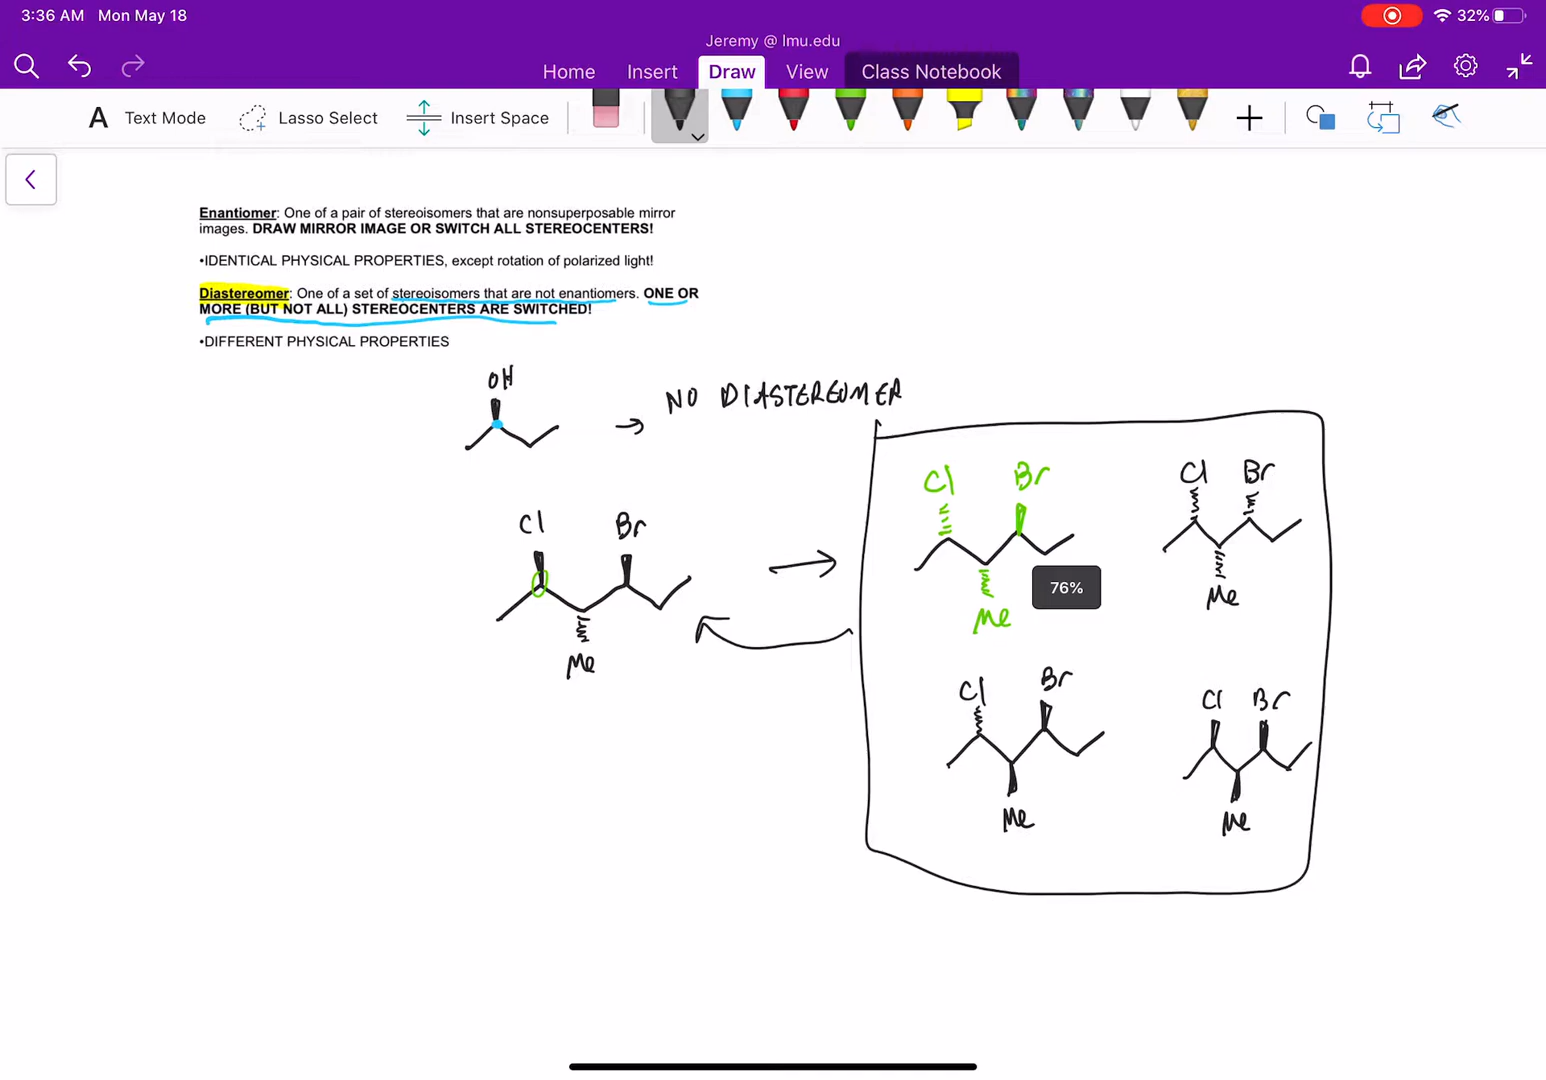 3:36 AM Mon May 18
32%
Jeremy @ lmu.edu
Home Insert Draw View Class Notebook
A Text Mode Lasso Select Insert Space
Enantiomer: One of a pair of stereoisomers that are nonsuperposable mirror
images. DRAW MIRROR IMAGE OR SWITCH ALL STEREOCENTERS!
•IDENTICAL PHYSICAL PROPERTIES, except rotation of polarized light!
Diastereomer: One of a set of stereoisomers that are not enantiomers. ONE OR
MORE (BUT NOT ALL) STEREOCENTERS ARE SWITCHED!
•DIFFERENT PHYSICAL PROPERTIES
OH
NO DIASTEREOMER
Cl Br
Me
Cl Br
Me
76%
Cl Br
Me
Cl Br
Me
Cl Br
Me